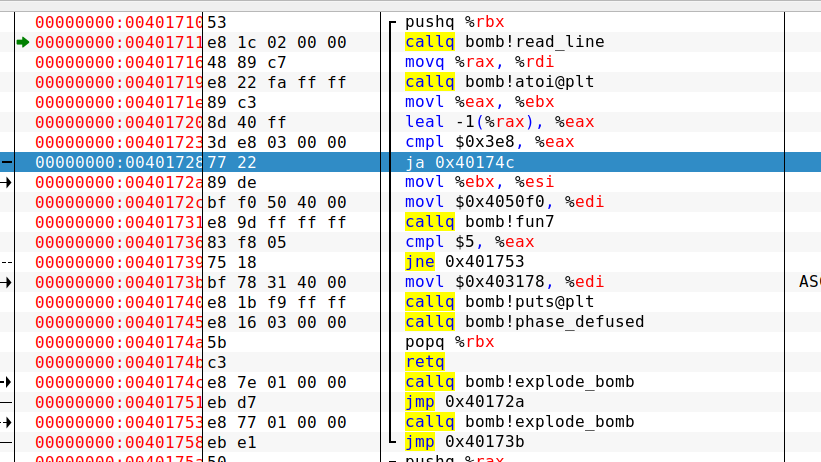 00000000:00401710 53 pushq %rbx
00000000:00401711 e8 1c 02 00 00 callq bomb!read_line
00000000:00401716 48 89 c7 movq %rax, %rdi
00000000:00401719 e8 22 fa ff ff callq bomb!atoi@plt
00000000:0040171e 89 c3 movl %eax, %ebx
00000000:00401720 8d 40 ff leal -1(%rax), %eax
00000000:00401723 3d e8 03 00 00 cmpl $0x3e8, %eax
00000000:00401728 77 22 ja 0x40174c
00000000:0040172a 89 de movl %ebx, %esi
00000000:0040172c bf f0 50 40 00 movl $0x4050f0, %edi
00000000:00401731 e8 9d ff ff ff callq bomb!fun7
00000000:00401736 83 f8 05 cmpl $5, %eax
00000000:00401739 75 18 jne 0x401753
00000000:0040173b bf 78 31 40 00 movl $0x403178, %edi ASC
00000000:00401740 e8 1b f9 ff ff callq bomb!puts@plt
00000000:00401745 e8 16 03 00 00 callq bomb!phase_defused
00000000:0040174a 5b popq %rbx
00000000:0040174b c3 retq
00000000:0040174c e8 7e 01 00 00 callq bomb!explode_bomb
00000000:00401751 eb d7 jmp 0x40172a
00000000:00401753 e8 77 01 00 00 callq bomb!explode_bomb
00000000:00401758 eb e1 jmp 0x40173b
00000000:0040175a 50 pushq %rax